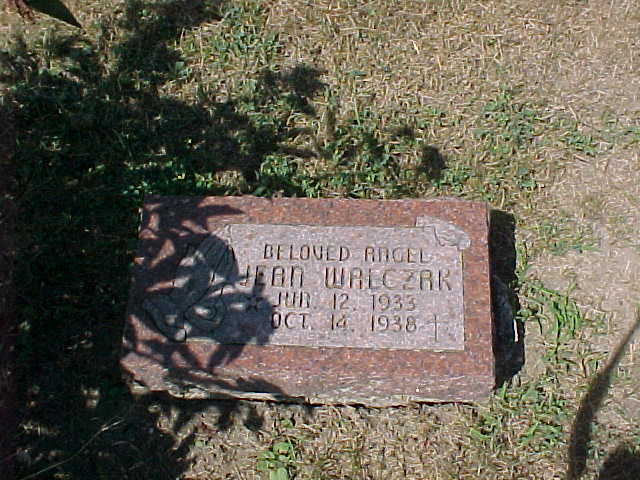 BELOVED ANGEL
JEAN WALCZAK
JUN 12, 1933
OCT. 14, 1938